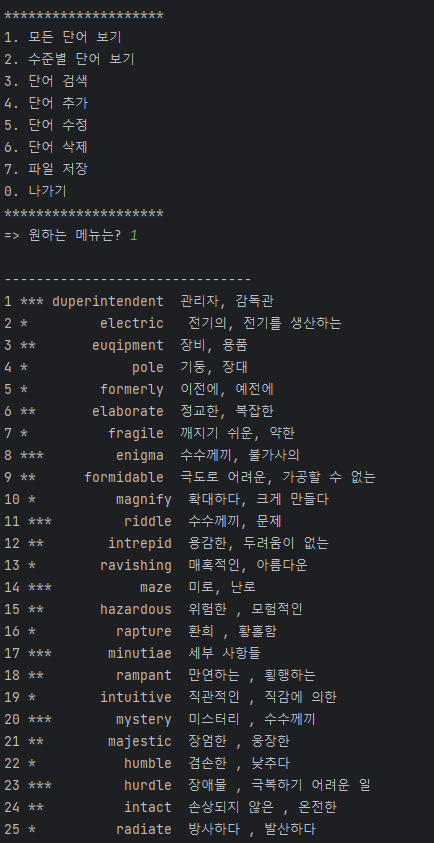 ********************
1. 모든 단어 보기
2. 수준별 단어 보기
3. 단어 검색
4. 단어 추가
5. 단어 수정
6. 단어 삭제
7. 파일 저장
0. 나가기
********************
=> 원하는 메뉴는? 1
-------------------------------
1 *** duperintendent 관리자, 감독관
2 * electric 전기의, 전기를 생산하는
3 ** euqipment 장비, 용품
4 * pole 기둥, 장대
5 * formerly 이전에, 예전에
6 ** elaborate 정교한, 복잡한
7 * fragile 깨지기 쉬운, 약한
8 *** enigma 수수께끼, 불가사의
9 ** formidable 극도로 어려운, 가공할 수 없는
10 * magnify 확대하다, 크게 만들다
11 *** riddle 수수께끼, 문제
12 ** intrepid 용감한, 두려움이 없는
13 * ravishing 매혹적인, 아름다운
14 *** maze 미로, 난로
15 ** hazardous 위험한 , 모험적인
16 * rapture 환희 , 황홀함
17 *** minutiae 세부 사항들
18 ** rampant 만연하는 , 횡행하는
19 * intuitive 직관적인 , 직감에 의한
20 *** mystery 미스터리 , 수수께끼
21 ** majestic 장엄한 , 웅장한
22 * humble 겸손한 , 낮추다
23 *** hurdle 장애물 , 극복하기 어려운 일
24 ** intact 손상되지 않은 , 온전한
25 * radiate 방사하다 , 발산하다